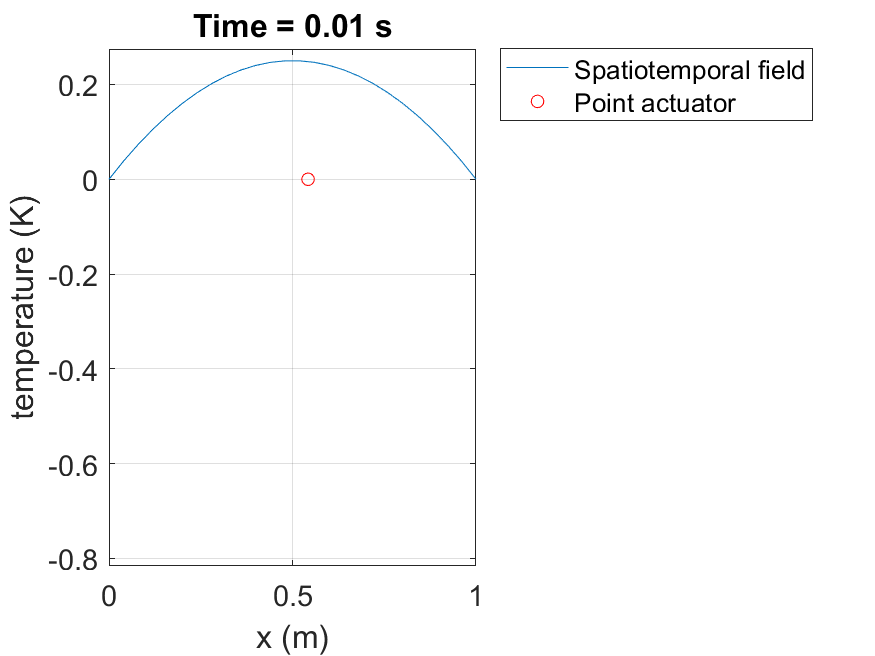 Time = 0.01 s
Spatiotemporal field
Point actuator
temperature (K)
0.2
0
-0.2
-0.4
-0.6
-0.8
0
0.5
1
x (m)